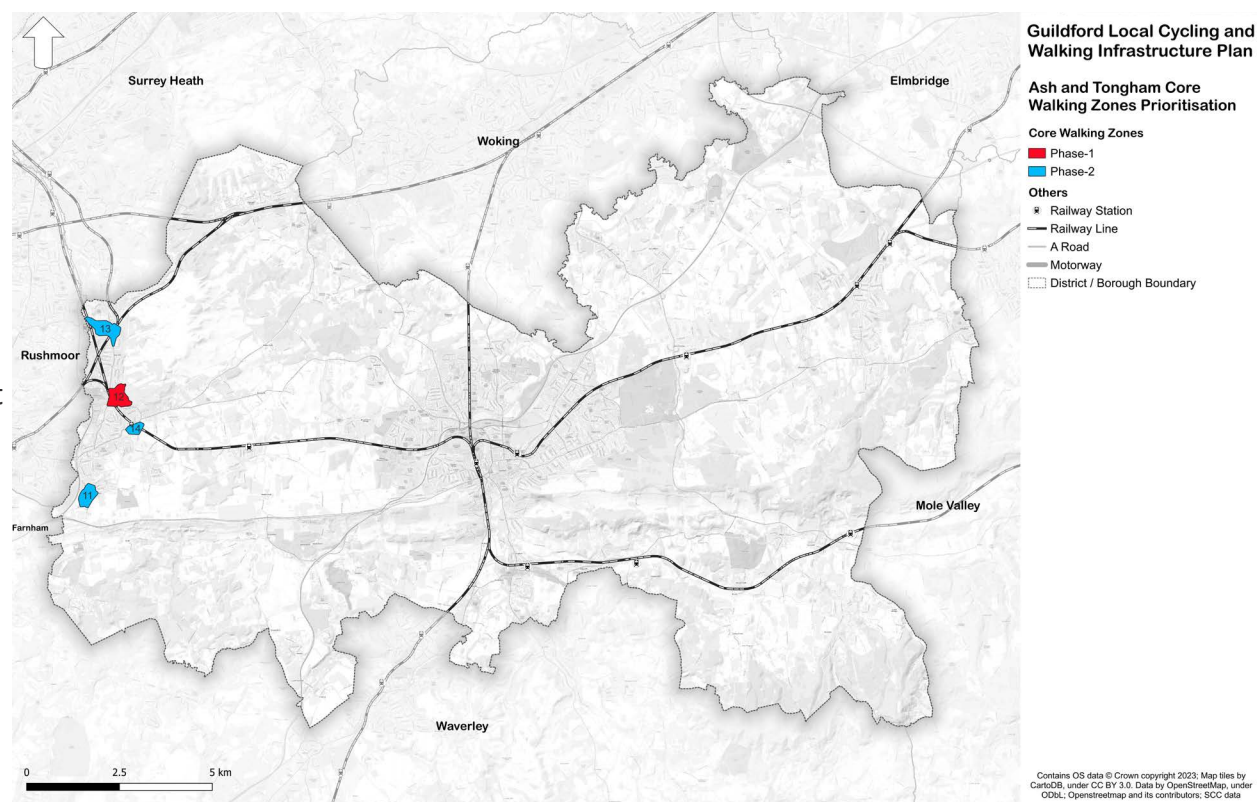 Guildford Local Cycling and
Walking Infrastructure Plan
Ash and Tongham Core
Walking Zones Prioritisation
Core Walking Zones
Phase-1
Phase-2
Others
Railway Station
Railway Line
A Road
Motorway
District / Borough Boundary
Surrey Heath
Elmbridge
Woking
13
Rushmoor
12
14
11
Mole Valley
Farnham
Waverley
0 2.5 5 km
Contains OS data © Crown copyright 2023; Map tiles by
CartoDB, under CC BY 3.0. Data by OpenStreetMap, under
ODbL; Openstreetmap and its contributors; SCC data